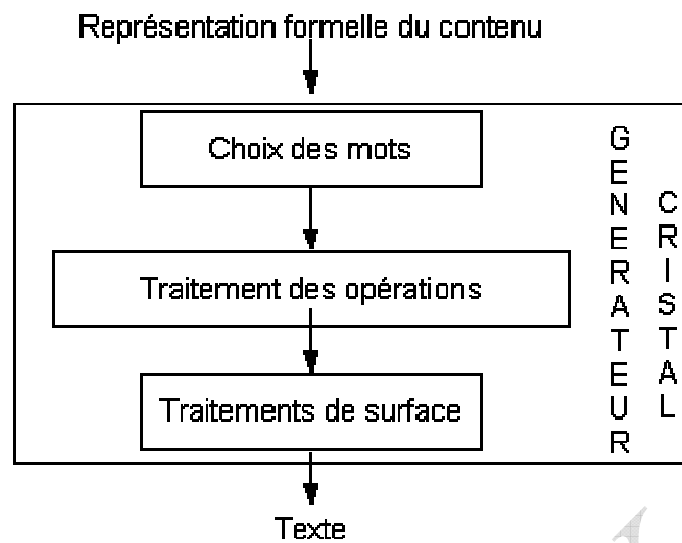 Représentation formelle du contenu
Choix des mots
Traitement des opérations
Traitements de surface
GENERATEUR
CRISTAL
Texte